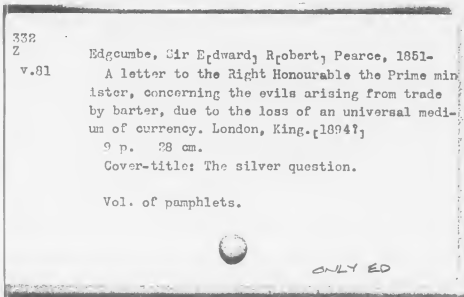 332
Z
v.81
Edgcumbe, Sir E[dward] R[obert] Pearce, 1851-
A letter to the Right Honourable the Prime min
ister, concerning the evils arising from trade
by barter, due to the loss of an universal medi-
um of currency. London, King.[1894?]
9 p. 28 cm.
Cover-title: The silver question.
Vol. of pamphlets.
ONLY ED